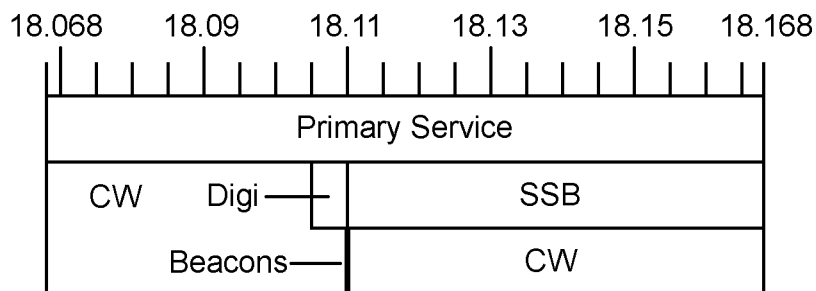 18.068 18.09 18.11 18.13 18.15 18.168
Primary Service
CW Digi SSB
Beacons CW